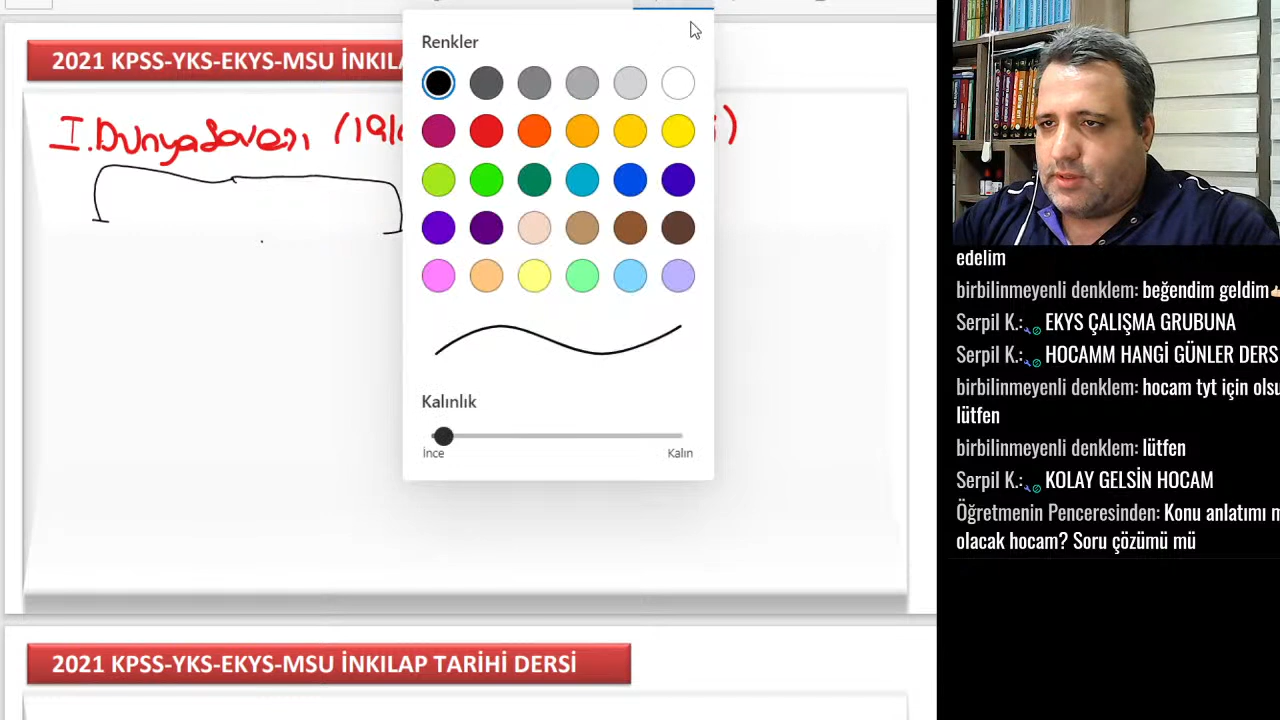 2021 KPSS-YKS-EKYS-MSU İNKILA
I.Dünya Savaşı (191
)
Renkler
Kalınlık
İnce
Kalın
2021 KPSS-YKS-EKYS-MSU İNKILAP TARİHİ DERSİ
edelim
birbilinmeyenli denklem: beğendim geldim
Serpil K.: EKYS ÇALIŞMA GRUBUNA
Serpil K.: HOCAMM HANGİ GÜNLER DERS
birbilinmeyenli denklem: hocam tyt için olsu
lütfen
birbilinmeyenli denklem: lütfen
Serpil K.: KOLAY GELSİN HOCAM
Öğretmenin Penceresinden: Konu anlatımı m
olacak hocam? Soru çözümü mü